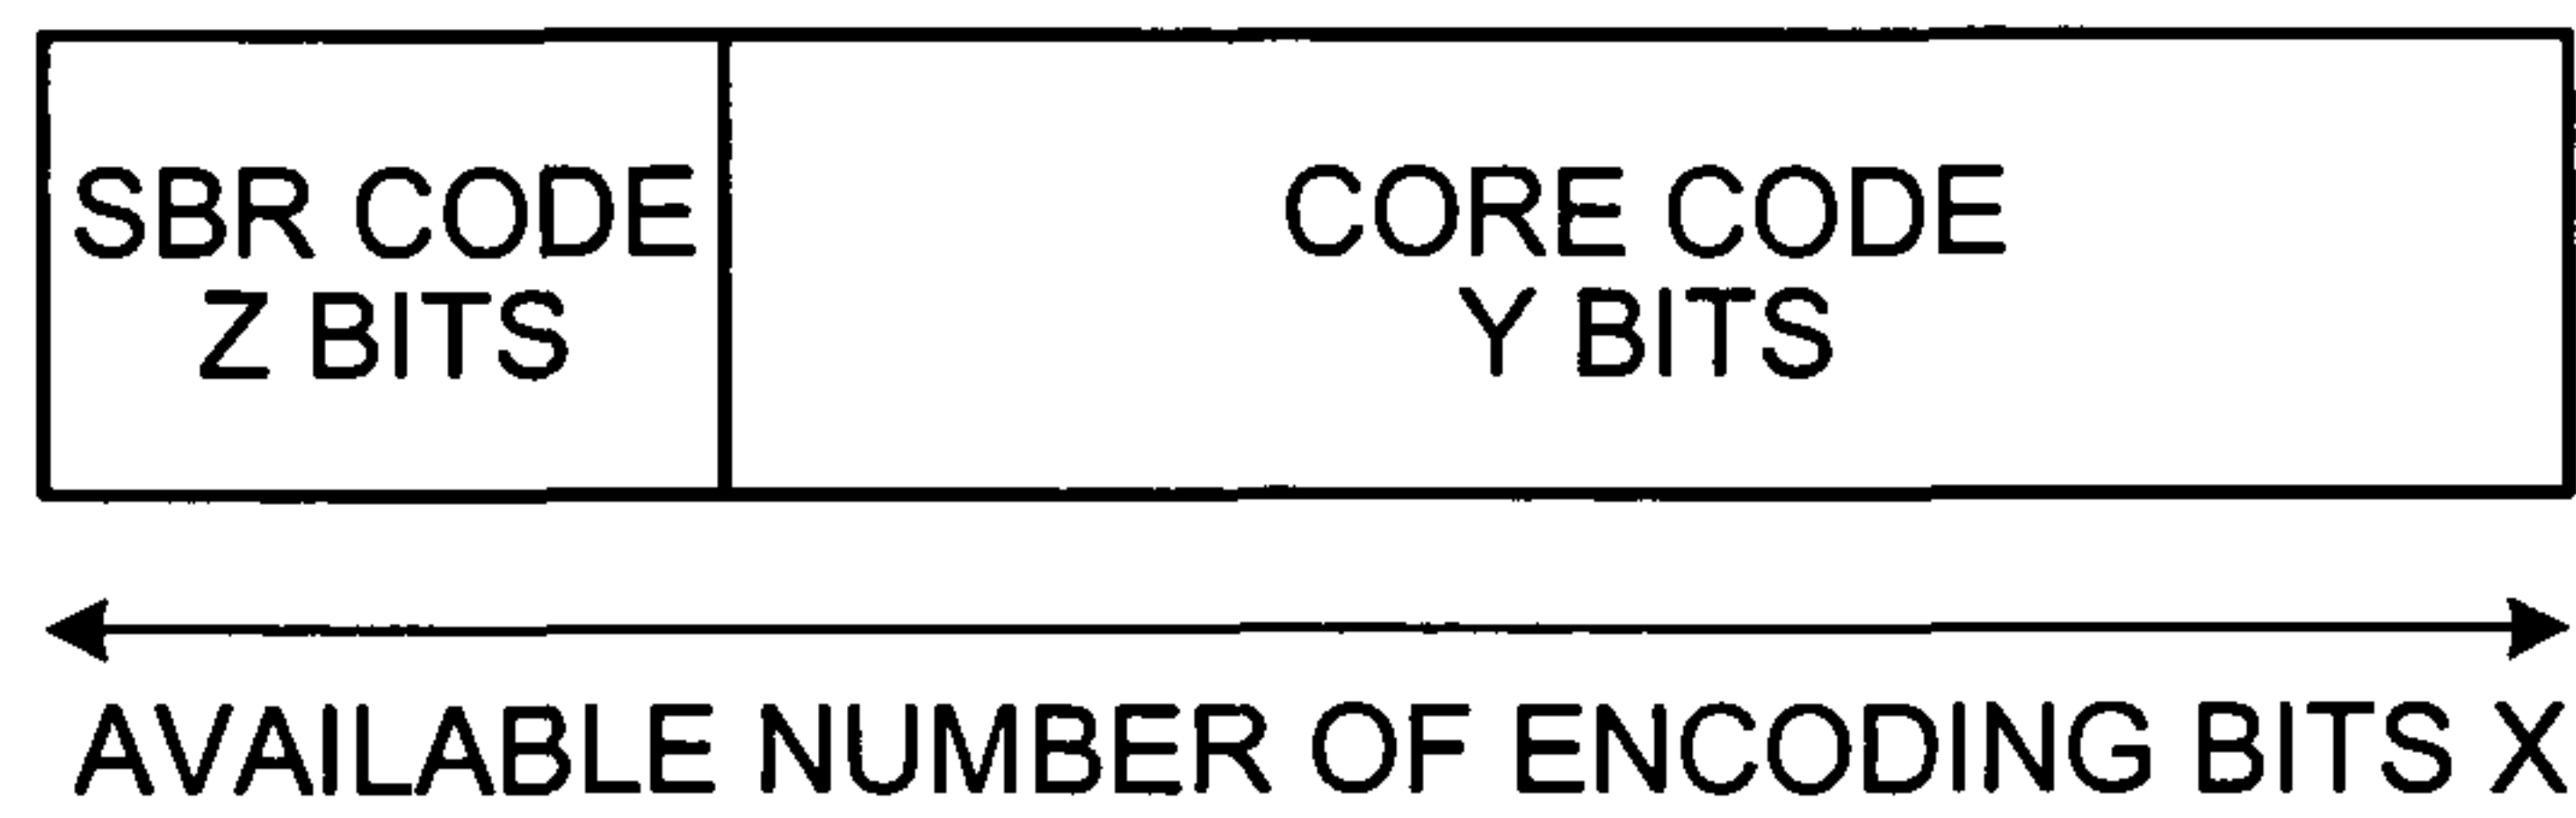 SBR CODE
Z BITS
CORE CODE
Y BITS
AVAILABLE NUMBER OF ENCODING BITS X